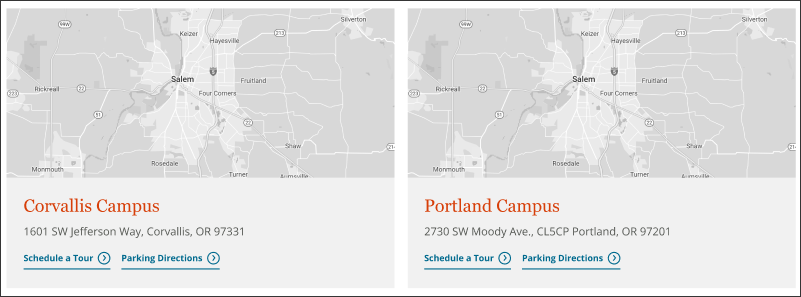 99W
Keizer
Hayesville
213
Silverton
Salem
5
Rickreall
22
Fruitland
Four Corners
223
51
22
Shaw
214
Rosedale
Monmouth
Turner
Aumsville
Corvallis Campus
1601 SW Jefferson Way, Corvallis, OR 97331
Schedule a Tour
Parking Directions
99W
Keizer
Hayesville
213
Silverton
Salem
5
Rickreall
22
Fruitland
Four Corners
223
51
22
Shaw
214
Rosedale
Monmouth
Turner
Aumsville
Portland Campus
2730 SW Moody Ave., CL5CP Portland, OR 97201
Schedule a Tour
Parking Directions